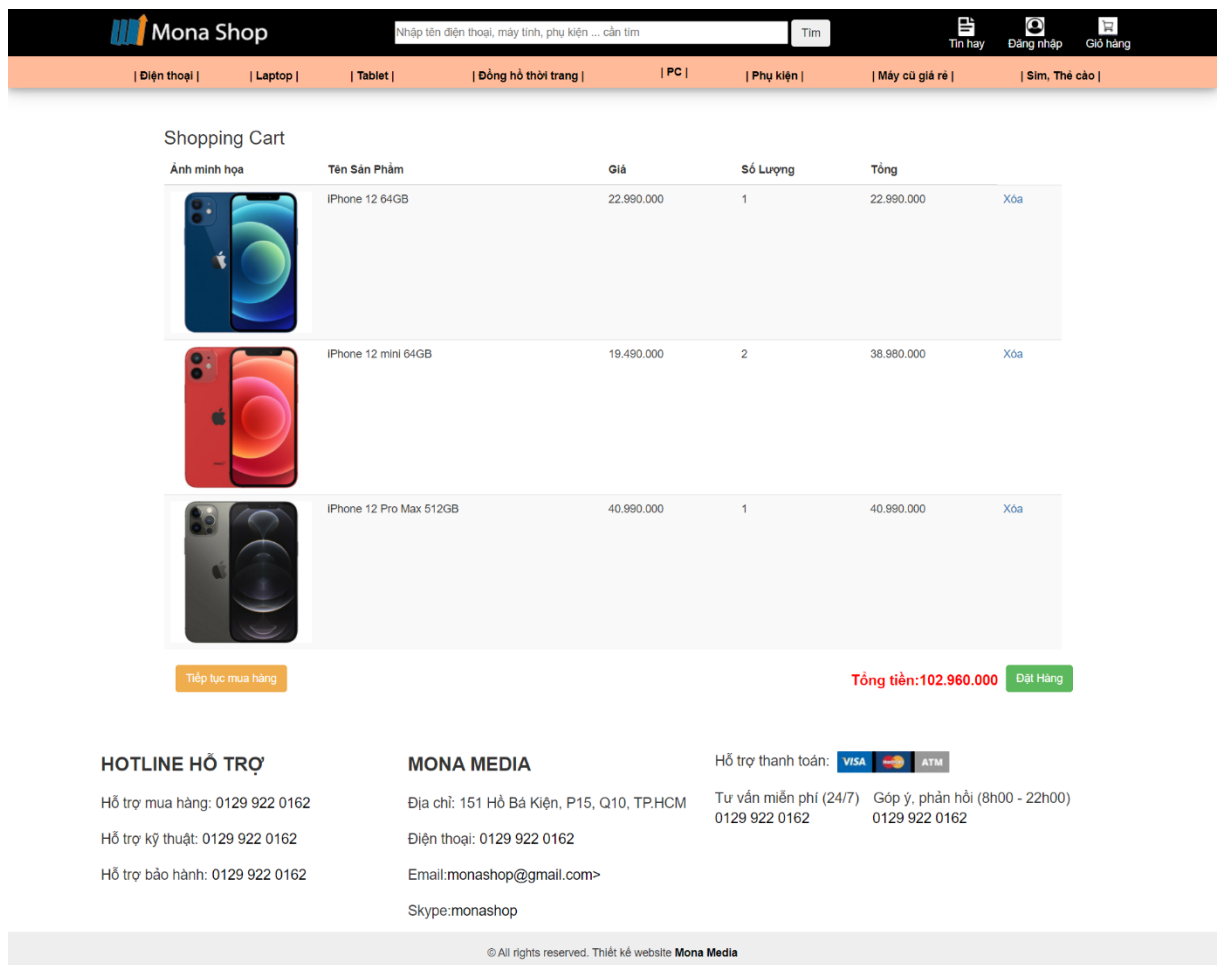 Mona Shop
Nhập tên điện thoại, máy tính, phụ kiện ... cần tìm
Tìm
Tin hay
Đăng nhập
Giỏ hàng
| Điện thoại | | Laptop | | Tablet | | Đồng hồ thời trang | | PC | | Phụ kiện | | Máy cũ giá rẻ | | Sim, Thẻ cào |
Shopping Cart
Ảnh minh họa Tên Sản Phẩm Giá Số Lượng Tổng
iPhone 12 64GB 22.990.000 1 22.990.000 Xóa
iPhone 12 mini 64GB 19.490.000 2 38.980.000 Xóa
iPhone 12 Pro Max 512GB 40.990.000 1 40.990.000 Xóa
Tiếp tục mua hàng
Tổng tiền:102.960.000
Đặt Hàng
HOTLINE HỖ TRỢ
Hỗ trợ mua hàng: 0129 922 0162
Hỗ trợ kỹ thuật: 0129 922 0162
Hỗ trợ bảo hành: 0129 922 0162
MONA MEDIA
Địa chỉ: 151 Hồ Bá Kiện, P15, Q10, TP.HCM
Điện thoại: 0129 922 0162
Email:monashop@gmail.com>
Skype:monashop
Hỗ trợ thanh toán: VISA ATM
Tư vấn miễn phí (24/7)
0129 922 0162
Góp ý, phản hồi (8h00 - 22h00)
0129 922 0162
© All rights reserved. Thiết kế website Mona Media